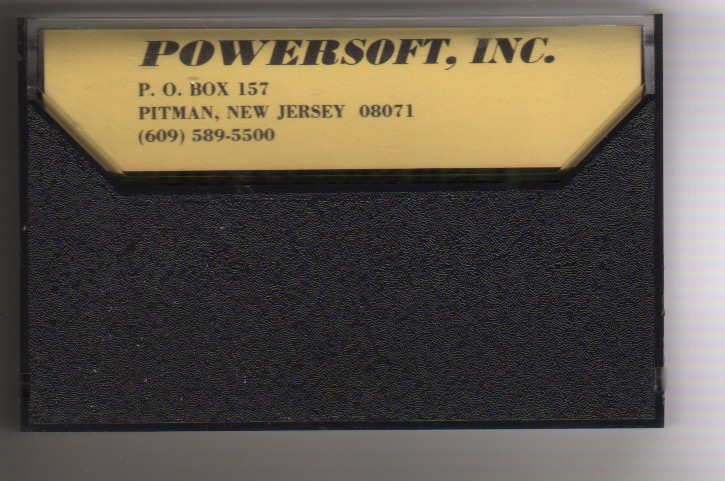 POWERSOFT, INC.
P. O. BOX 157
PITMAN, NEW JERSEY 08071
(609) 589-5500